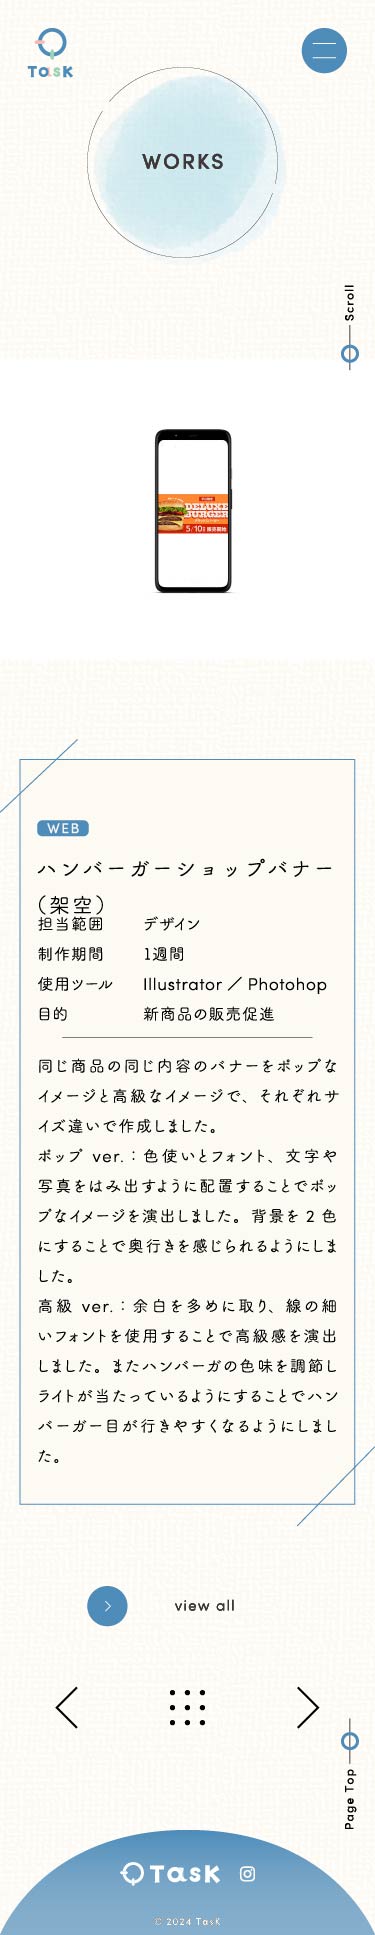 TasK
WORKS
Scroll
DELUXE
BURGER
5/10
WEB
ハンバーガーショップバナー
（架空）
担当範囲 デザイン
制作期間 1週間
使用ツール Illustrator ／ Photohop
目的 新商品の販売促進
同じ商品の同じ内容のバナーをポップな
イメージと高級なイメージで、それぞれサ
イズ違いで作成しました。
ポップ ver.：色使いとフォント、文字や
写真をはみ出すように配置することでポッ
プなイメージを演出しました。背景を 2 色
にすることで奥行きを感じられるようにしま
した。
高級 ver.：余白を多めに取り、線の細
いフォントを使用することで高級感を演出
しました。またハンバーガの色味を調節し
ライトが当たっているようにすることでハン
バーガー目が行きやすくなるようにしまし
た。
view all
Page Top
TasK
© 2024 TasK